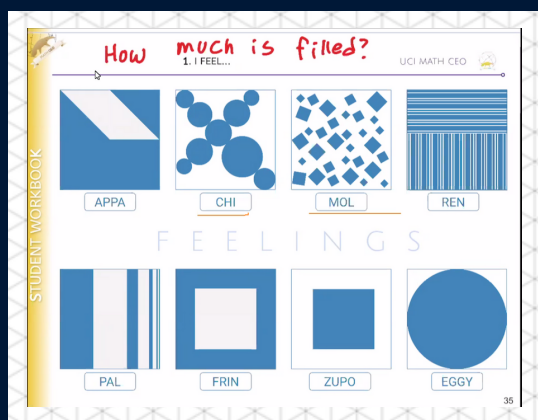 How much is filled?
1. I FEEL...
UCI MATH CEO
STUDENT WORKBOOK
APPA
CHI
MOL
REN
FEELINGS
PAL
FRIN
ZUPO
EGGY
35